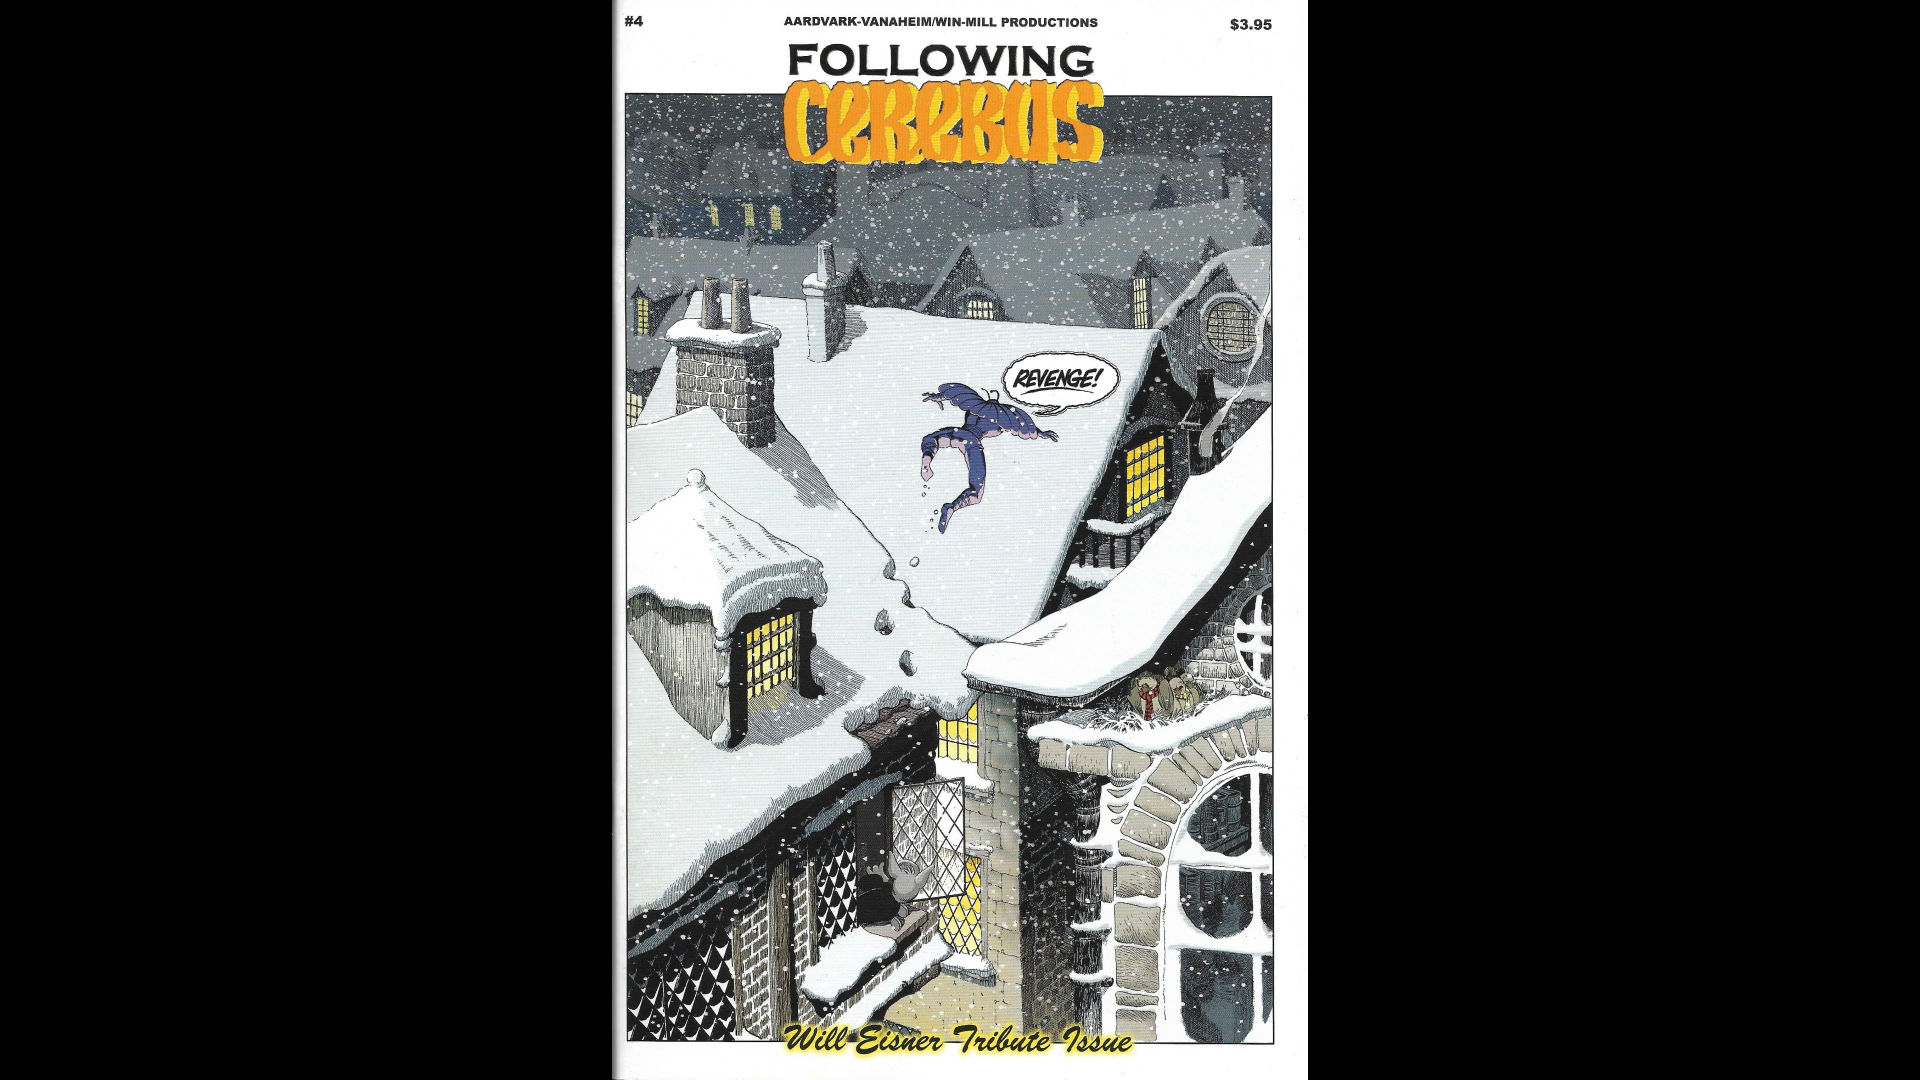 #4
AARDVARK-VANAHEIM/WIN-MILL PRODUCTIONS
$3.95
FOLLOWING
CEREBUS
REVENGE!
Will Eisner Tribute Issue